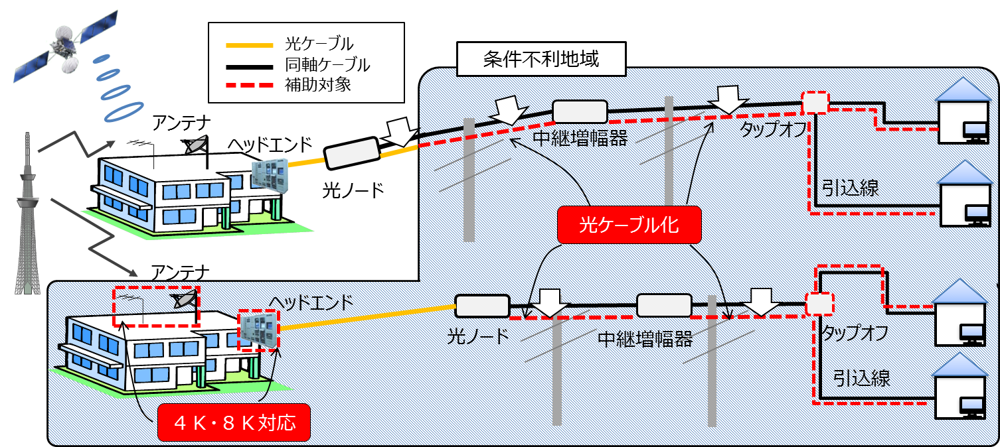 光ケーブル
同軸ケーブル
補助対象
条件不利地域
アンテナ
ヘッドエンド
光ノード
中継増幅器
タップオフ
引込線
光ケーブル化
アンテナ
ヘッドエンド
光ノード
中継増幅器
タップオフ
引込線
４Ｋ・８Ｋ対応